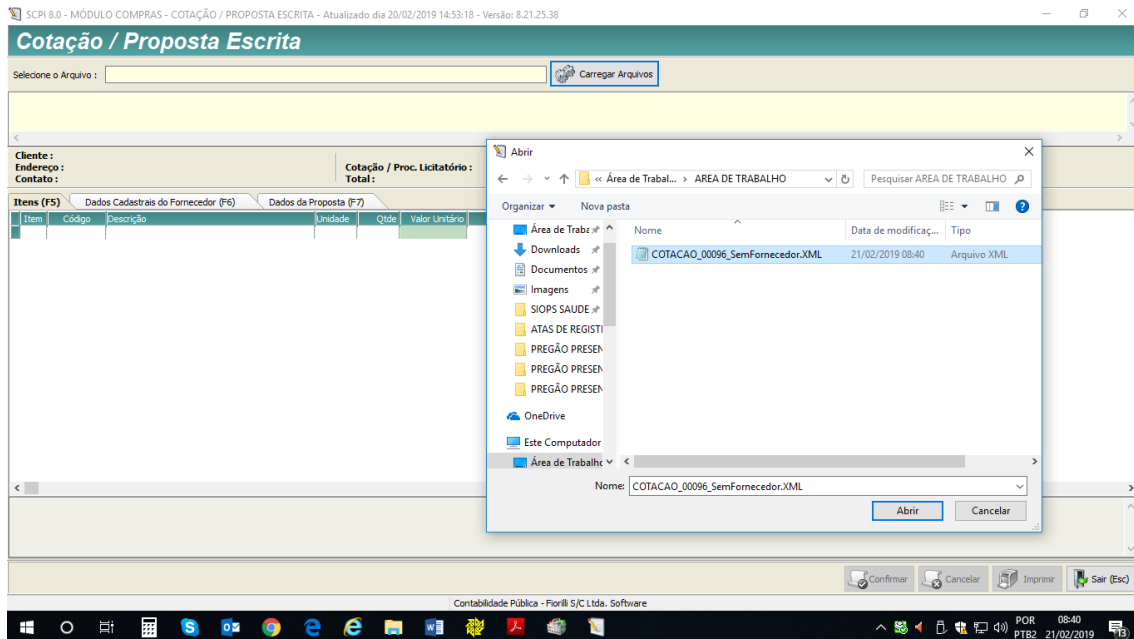 SCPI 8.0 - MÓDULO COMPRAS - COTAÇÃO / PROPOSTA ESCRITA - Atualizado dia 20/02/2019 14:53:18 - Versão: 8.21.25.38
Cotação / Proposta Escrita
Selecione o Arquivo :
Carregar Arquivos
Cliente :
Endereço :
Contato :
Cotação / Proc. Licitatório :
Total :
Itens (F5) Dados Cadastrais do Fornecedor (F6) Dados da Proposta (F7)
Item Código Descrição Unidade Qtde Valor Unitário
Abrir
« Área de Trabal... > AREA DE TRABALHO
Pesquisar AREA DE TRABALHO
Organizar Nova pasta
Nome Data de modificaç... Tipo
Área de Traba
Downloads
Documentos
Imagens
SIOPS SAUDE
ATAS DE REGISTI
PREGÃO PRESEN
PREGÃO PRESEN
PREGÃO PRESEN
OneDrive
Este Computador
Área de Trabalho
COTACAO_00096_SemFornecedor.XML 21/02/2019 08:40 Arquivo XML
Nome: COTACAO_00096_SemFornecedor.XML
Abrir Cancelar
Confirmar Cancelar Imprimir Sair (Esc)
Contabilidade Pública - Fiorilli S/C Ltda. Software
POR 08:40
PTB2 21/02/2019
13